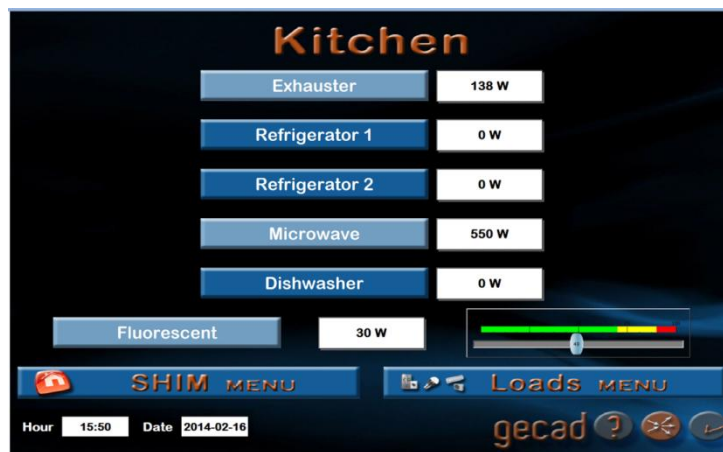 Kitchen
Exhauster 138 W
Refrigerator 1 0 W
Refrigerator 2 0 W
Microwave 550 W
Dishwasher 0 W
Fluorescent 30 W
SHIM MENU Loads MENU
Hour 15:50 Date 2014-02-16 gecad ?